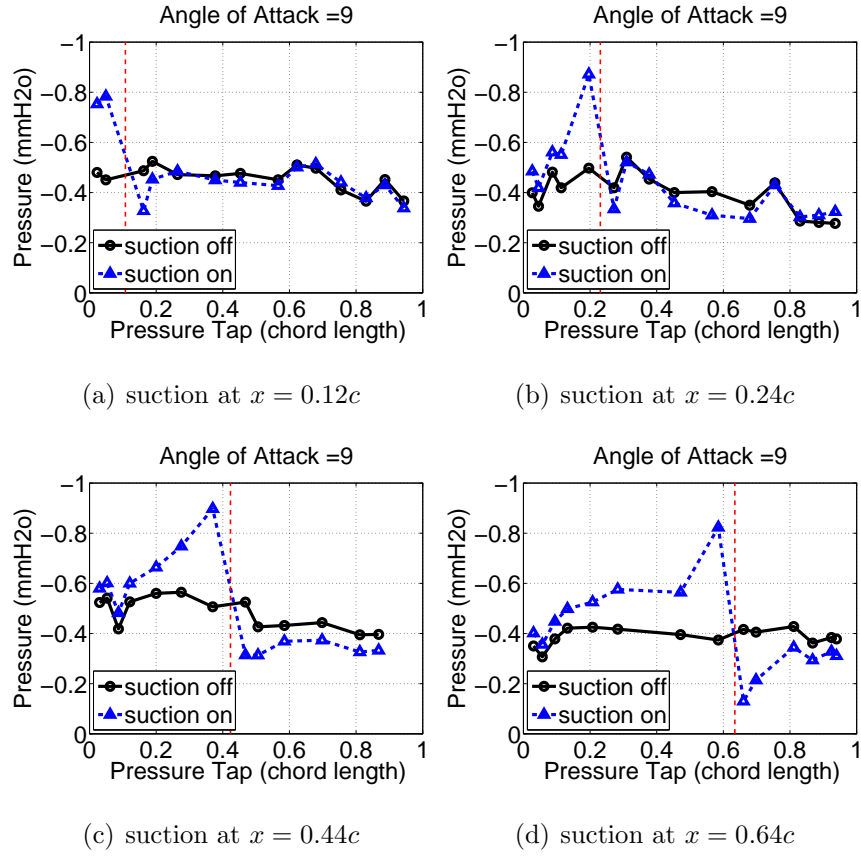 Angle of Attack =9
Pressure (mmH2o)
−1
−0.8
−0.6
−0.4
−0.2
0
suction off
suction on
0 0.2 0.4 0.6 0.8 1
Pressure Tap (chord length)
(a) suction at x = 0.12c
Angle of Attack =9
Pressure (mmH2o)
−1
−0.8
−0.6
−0.4
−0.2
0
suction off
suction on
0 0.2 0.4 0.6 0.8 1
Pressure Tap (chord length)
(b) suction at x = 0.24c
Angle of Attack =9
Pressure (mmH2o)
−1
−0.8
−0.6
−0.4
−0.2
0
suction off
suction on
0 0.2 0.4 0.6 0.8 1
Pressure Tap (chord length)
(c) suction at x = 0.44c
Angle of Attack =9
Pressure (mmH2o)
−1
−0.8
−0.6
−0.4
−0.2
0
suction off
suction on
0 0.2 0.4 0.6 0.8 1
Pressure Tap (chord length)
(d) suction at x = 0.64c